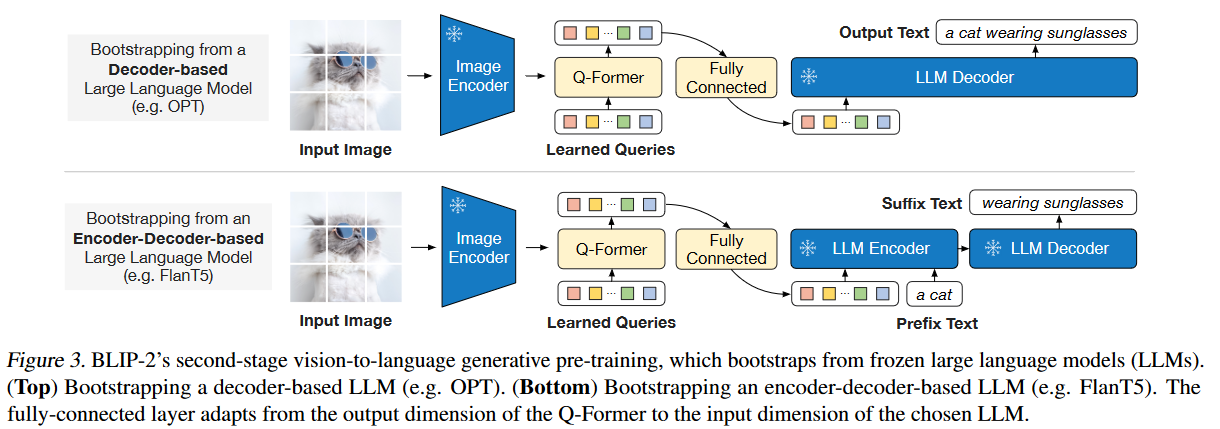 Bootstrapping from a
Decoder-based
Large Language Model
(e.g. OPT)
Input Image
Image
Encoder
Q-Former
Learned Queries
Fully
Connected
Output Text
a cat wearing sunglasses
LLM Decoder
Bootstrapping from an
Encoder-Decoder-based
Large Language Model
(e.g. FlanT5)
Input Image
Image
Encoder
Q-Former
Learned Queries
Fully
Connected
Suffix Text
wearing sunglasses
LLM Encoder
LLM Decoder
a cat
Prefix Text
Figure 3. BLIP-2’s second-stage vision-to-language generative pre-training, which bootstraps from frozen large language models (LLMs).
(Top) Bootstrapping a decoder-based LLM (e.g. OPT). (Bottom) Bootstrapping an encoder-decoder-based LLM (e.g. FlanT5). The
fully-connected layer adapts from the output dimension of the Q-Former to the input dimension of the chosen LLM.